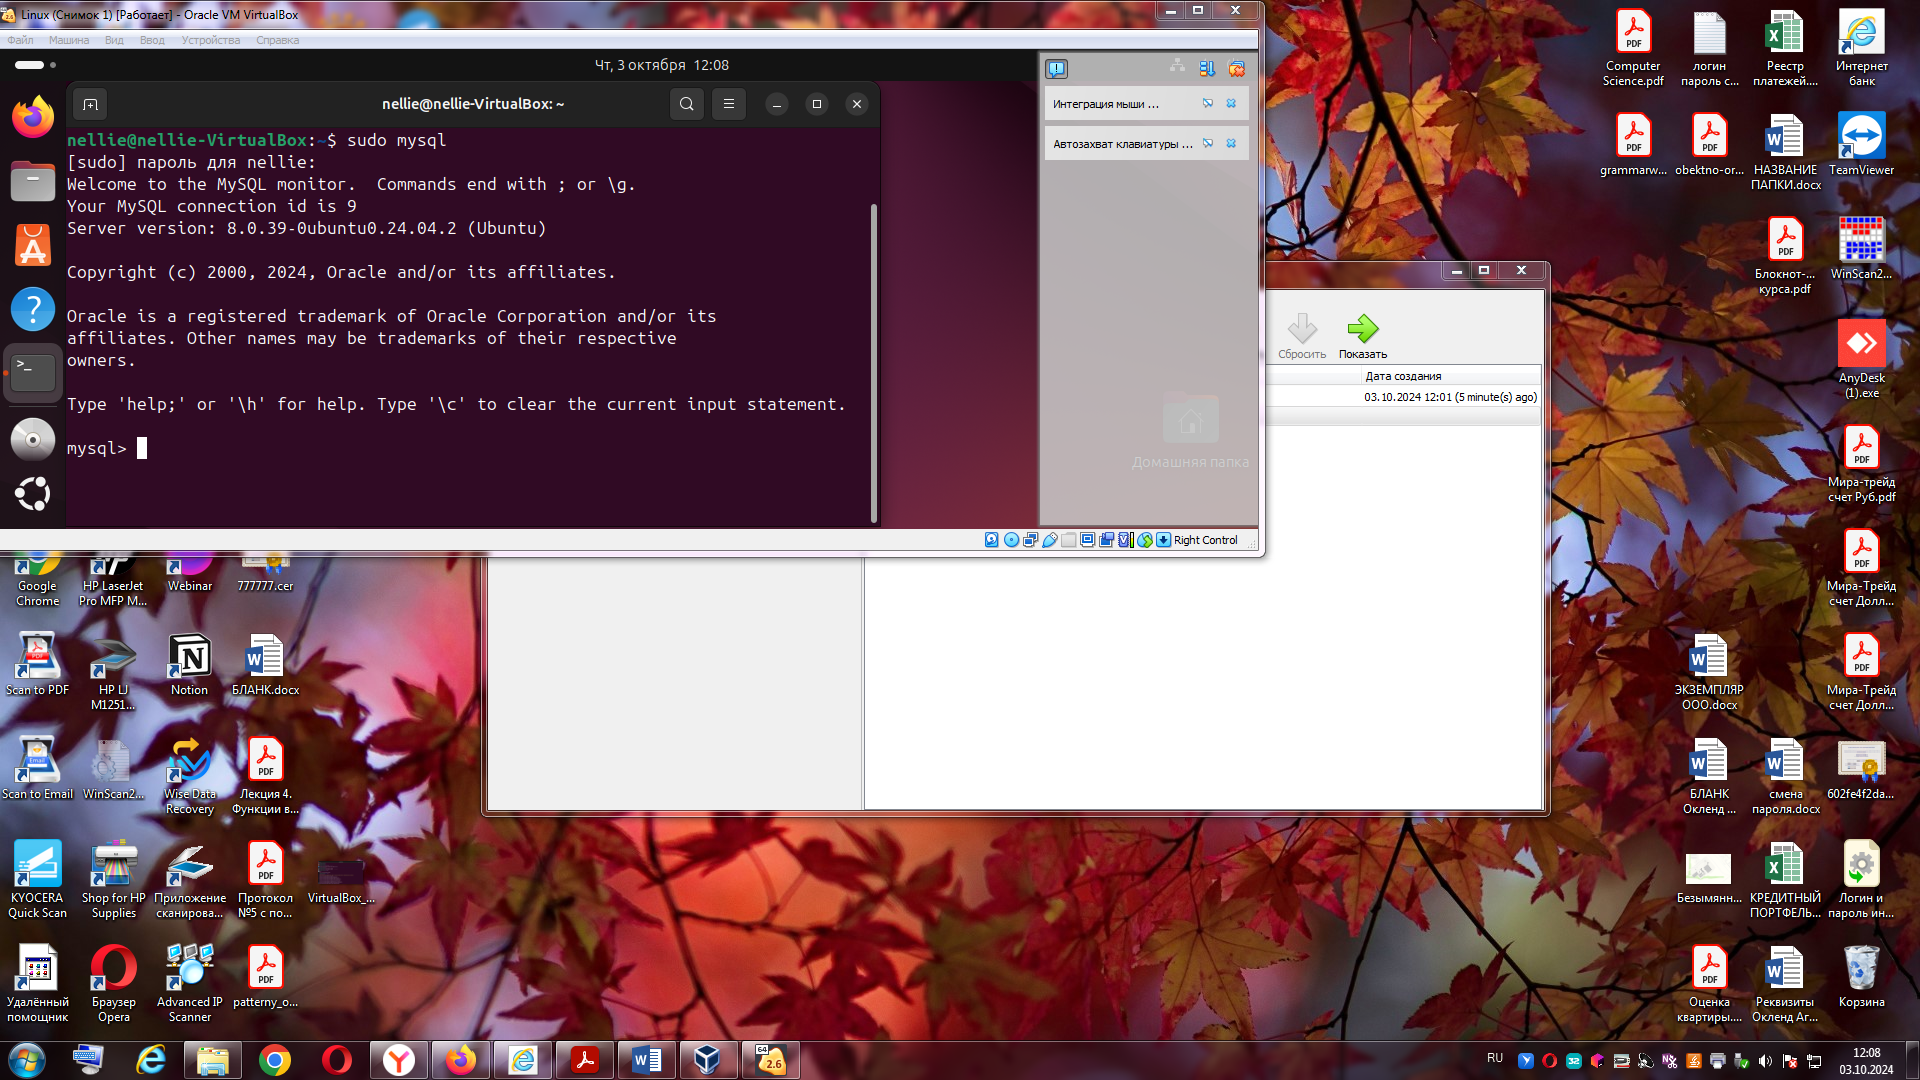 Linux (Снимок 1) [Работает] - Oracle VM VirtualBox
Файл Машина Вид Ввод Устройства Справка
Чт, 3 октября 12:08
nellie@nellie-VirtualBox: ~
nellie@nellie-VirtualBox:~$ sudo mysql
[sudo] пароль для nellie:
Welcome to the MySQL monitor.  Commands end with ; or \g.
Your MySQL connection id is 9
Server version: 8.0.39-0ubuntu0.24.04.2 (Ubuntu)
Copyright (c) 2000, 2024, Oracle and/or its affiliates.
Oracle is a registered trademark of Oracle Corporation and/or its
affiliates. Other names may be trademarks of their respective
owners.
Type 'help;' or '\h' for help. Type '\c' to clear the current input statement.
mysql>
Интеграция мыши ...
Автозахват клавиатуры ...
Домашняя папка
Right Control
Сбросить
Показать
Дата создания
03.10.2024 12:01 (5 minute(s) ago)
Computer
Science.pdf
логин
пароль с...
Реестр
платежей....
Интернет
банк
grammarw...
obektno-or...
НАЗВАНИЕ
ПАПКИ.docx
TeamViewer
Блокнот-...
курса.pdf
WinScan2...
AnyDesk
(1).exe
Мира-трейд
счет Руб.pdf
Мира-Трейд
счет Долл...
ЭКЗЕМПЛЯР
ООО.docx
Мира-Трейд
счет Долл...
БЛАНК
Окленд ...
смена
пароля.docx
602fe4f2da...
Безымянн...
КРЕДИТНЫЙ
ПОРТФЕЛЬ...
Логин и
пароль ин...
Оценка
квартиры....
Реквизиты
Окленд Аг...
Корзина
Google
Chrome
HP LaserJet
Pro MFP M...
Webinar
777777.cer
Scan to PDF
HP LJ
M1251...
Notion
БЛАНК.docx
Scan to Email
WinScan2...
Wise Data
Recovery
Лекция 4.
Функции в...
KYOCERA
Quick Scan
Shop for HP
Supplies
Приложение
сканирова...
Протокол
№5 с по...
VirtualBox_...
Удалённый
помощник
Браузер
Opera
Advanced IP
Scanner
patterny_o...
RU
12:08
03.10.2024